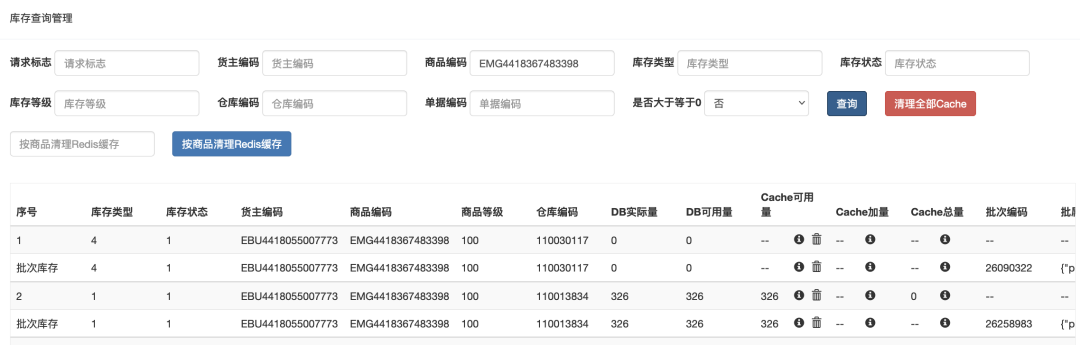 库存查询管理
请求标志 请求标志 货主编码 货主编码 商品编码 EMG4418367483398 库存类型 库存类型 库存状态 库存状态
库存等级 库存等级 仓库编码 仓库编码 单据编码 单据编码 是否大于等于0 否 查询 清理全部Cache
按商品清理Redis缓存 按商品清理Redis缓存
序号 库存类型 库存状态 货主编码 商品编码 商品等级 仓库编码 DB实际量 DB可用量 Cache可用量 Cache加量 Cache总量 批次编码
1 4 1 EBU4418055007773 EMG4418367483398 100 110030117 0 0 -- -- -- -- --
批次库存 4 1 EBU4418055007773 EMG4418367483398 100 110030117 0 0 -- -- -- 26090322 {"p
2 1 1 EBU4418055007773 EMG4418367483398 100 110013834 326 326 326 -- 0 -- --
批次库存 1 1 EBU4418055007773 EMG4418367483398 100 110013834 326 326 326 -- -- 26258983 {"p